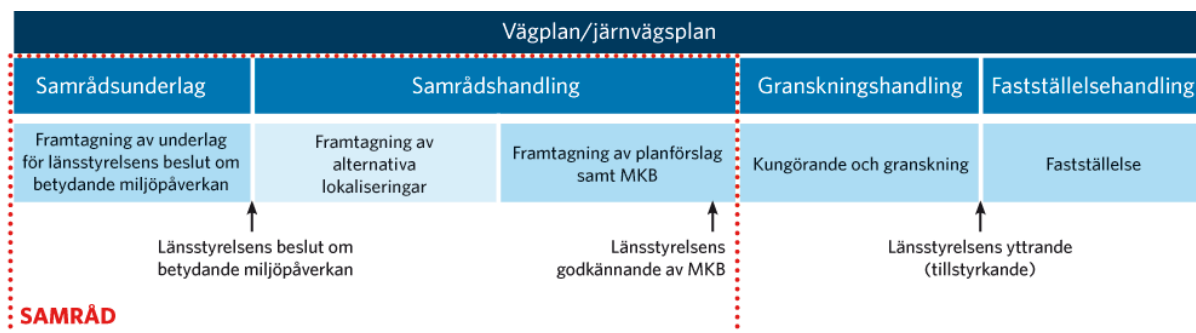 Vägplan/järnvägsplan
Samrådsunderlag
Samrådshandling
Granskningshandling
Fastställelsehandling
Framtagning av underlag
för länsstyrelsens beslut om
betydande miljöpåverkan
Framtagning av
alternativa
lokaliseringar
Framtagning av planförslag
samt MKB
Kungörande och granskning
Fastställelse
Länsstyrelsens beslut om
betydande miljöpåverkan
Länsstyrelsens
godkännande av MKB
Länsstyrelsens yttrande
(tillstyrkande)
SAMRÅD